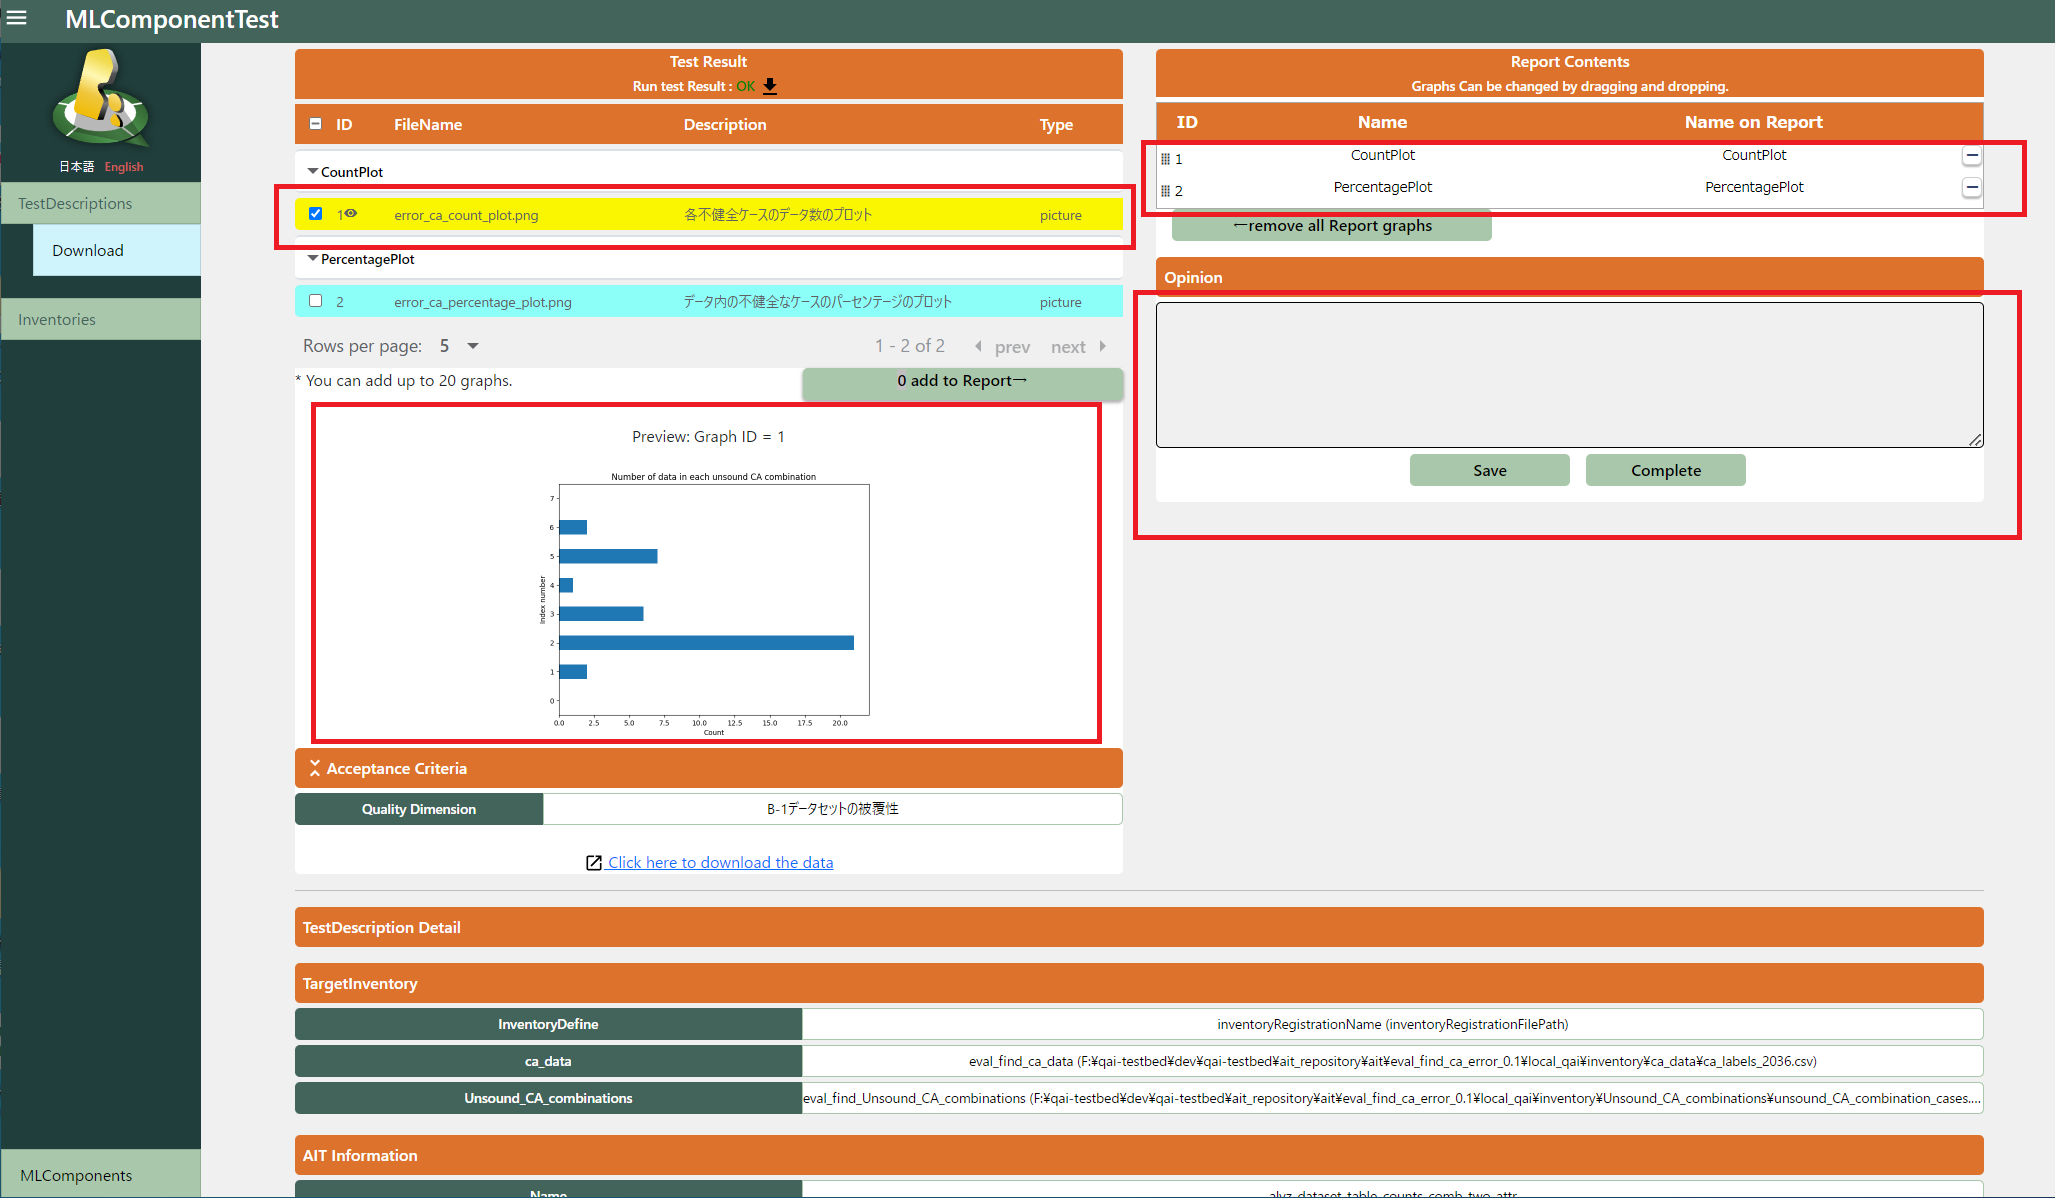 MLComponentTest
日本語 English
TestDescriptions
Download
Inventories
MLComponents
Test Result
Run test Result : OK
ID FileName Description Type
CountPlot
1 error_ca_count_plot.png 各不健全ケースのデータ数のプロット picture
PercentagePlot
2 error_ca_percentage_plot.png データ内の不健全なケースのパーセンテージのプロット picture
Rows per page: 5 1 - 2 of 2 prev next
* You can add up to 20 graphs. 0 add to Report→
Preview: Graph ID = 1
Number of data in each unsound CA combination
7
6
5
4
3
2
1
0
Index number
0.0 2.5 5.0 7.5 10.0 12.5 15.0 17.5 20.0
Count
Acceptance Criteria
Quality Dimension B-1データセットの被覆性
Click here to download the data
Report Contents
Graphs Can be changed by dragging and dropping.
ID Name Name on Report
1 CountPlot CountPlot
2 PercentagePlot PercentagePlot
←remove all Report graphs
Opinion
Save Complete
TestDescription Detail
TargetInventory
InventoryDefine inventoryRegistrationName (inventoryRegistrationFilePath)
ca_data eval_find_ca_data (F:¥qai-testbed¥dev¥qai-testbed¥ait_repository¥ait¥eval_find_ca_error_0.1¥local_qai¥inventory¥ca_data¥ca_labels_2036.csv)
Unsound_CA_combinations eval_find_Unsound_CA_combinations (F:¥qai-testbed¥dev¥qai-testbed¥ait_repository¥ait¥eval_find_ca_error_0.1¥local_qai¥inventory¥Unsound_CA_combinations¥unsound_CA_combination_cases....
AIT Information
Name alyz_dataset_table_counts_comb_two_attr